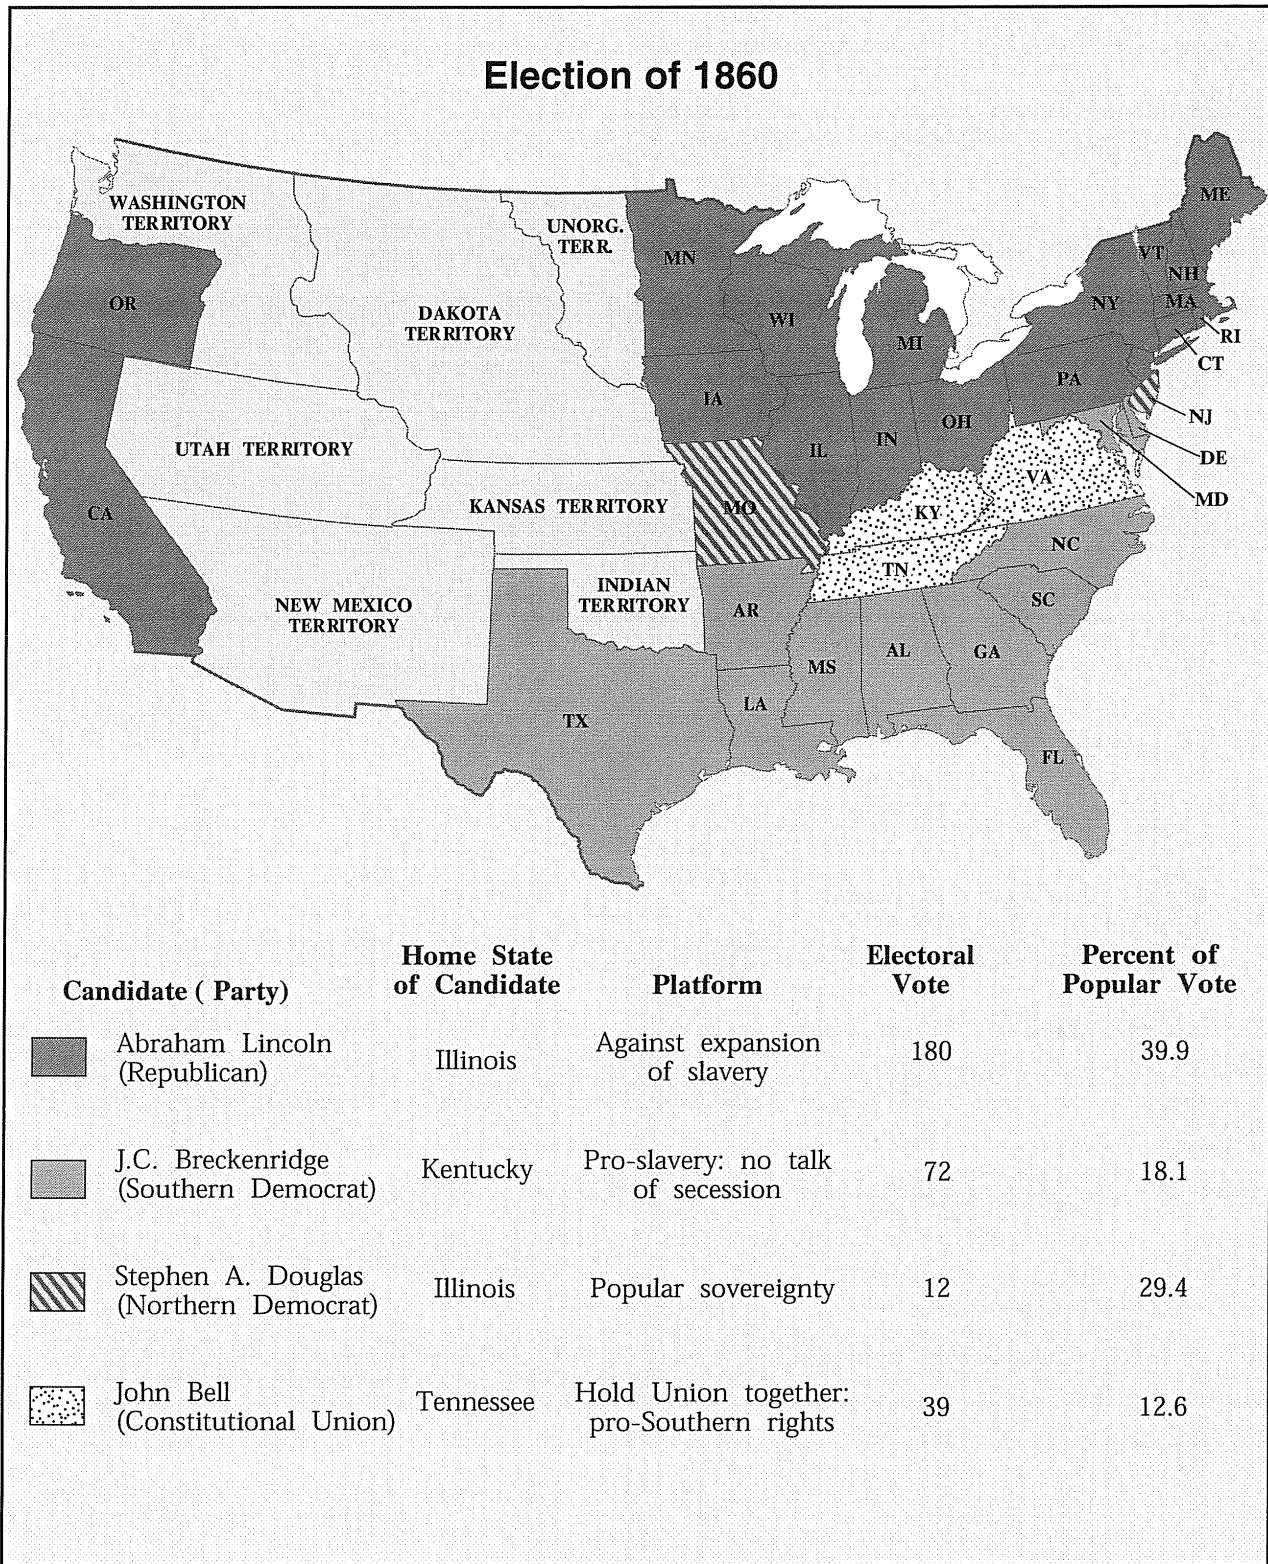 Election of 1860
WASHINGTON
TERRITORY
UNORG.
TERR.
ME
MN
VT
NH
OR
DAKOTA
TERRITORY
WI
NY
MA
MI
RI
CT
PA
IA
NJ
OH
UTAH TERRITORY
IL
IN
DE
VA
MD
CA
KANSAS TERRITORY
MO
KY
NC
TN
INDIAN
TERRITORY
NEW MEXICO
TERRITORY
AR
SC
MS
AL
GA
LA
TX
FL
Candidate ( Party)
Home State
of Candidate
Platform
Electoral
Vote
Percent of
Popular Vote
Abraham Lincoln
(Republican)
Illinois
Against expansion
of slavery
180
39.9
J.C. Breckenridge
(Southern Democrat)
Kentucky
Pro-slavery: no talk
of secession
72
18.1
Stephen A. Douglas
(Northern Democrat)
Illinois
Popular sovereignty
12
29.4
John Bell
(Constitutional Union)
Tennessee
Hold Union together:
pro-Southern rights
39
12.6